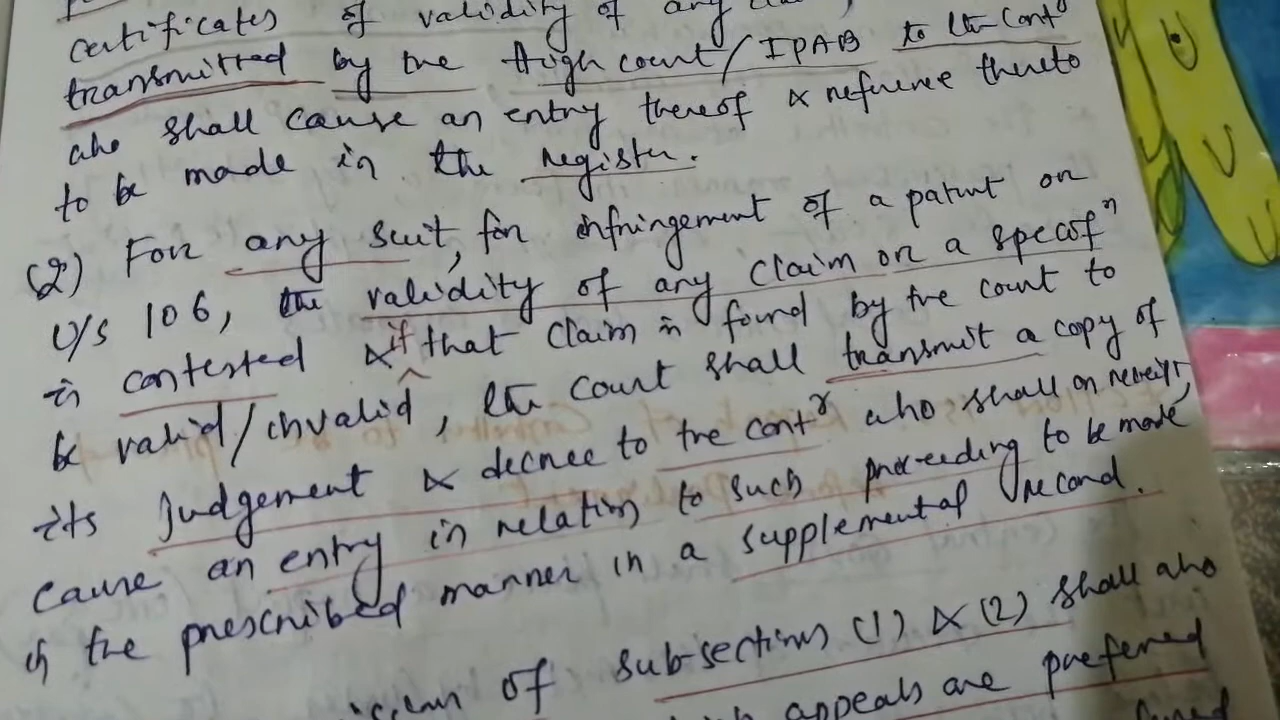 certificates of validity of any
transmitted by the High court/IPAB to the Contr
who shall cause an entry thereof & reference thereto
to be made in the register.
(2) For any suit, for infringement of a patent or
U/s 106, the validity of any claim or a specifn
is contested & if that claim is found by the court to
be valid/invalid, the court shall transmit a copy of
its judgement & decree to the contr who shall on receipt,
cause an entry in relation to such proceeding to be made
in the prescribed manner in a supplemental record.
of sub-sections (1) & (2) shall also
appeals are preferred